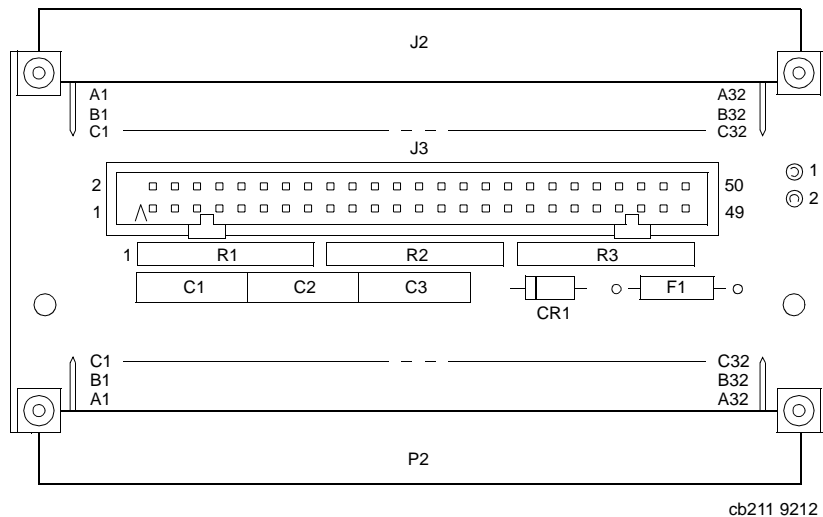 J2
A1 A32
B1 B32
C1 C32
J3
1
2 50
1 49
2
1 R1 R2 R3
C1 C2 C3 F1
CR1
C1 C32
B1 B32
A1 A32
P2
cb211 9212